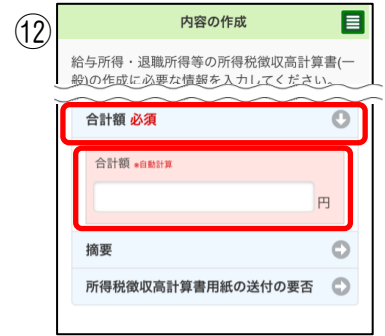 ⑫
内容の作成
給与所得・退職所得等の所得税徴収高計算書(一
般)の作成に必要な情報を入力してください。
合計額 必須
合計額 *自動計算
円
摘要
所得税徴収高計算書用紙の送付の要否